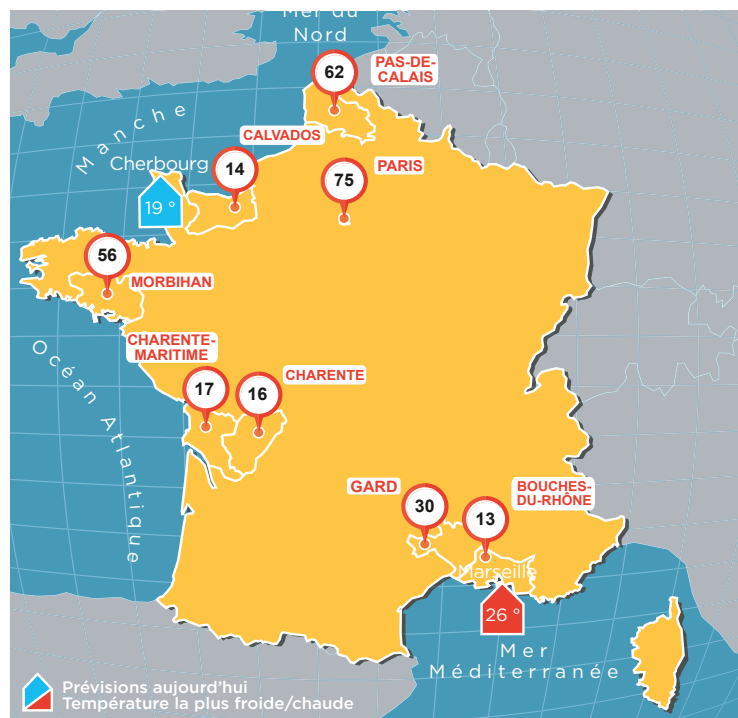 Mer du
Nord
62
PAS-DE-
CALAIS
Manche
CALVADOS
Cherbourg
14
PARIS
75
19 °
56
MORBIHAN
CHARENTE-
MARITIME
17
16
CHARENTE
Océan Atlantique
GARD
30
BOUCHES-
DU-RHÔNE
13
Marseille
26 °
Mer
Méditerranée
Prévisions aujourd'hui
Température la plus froide/chaude